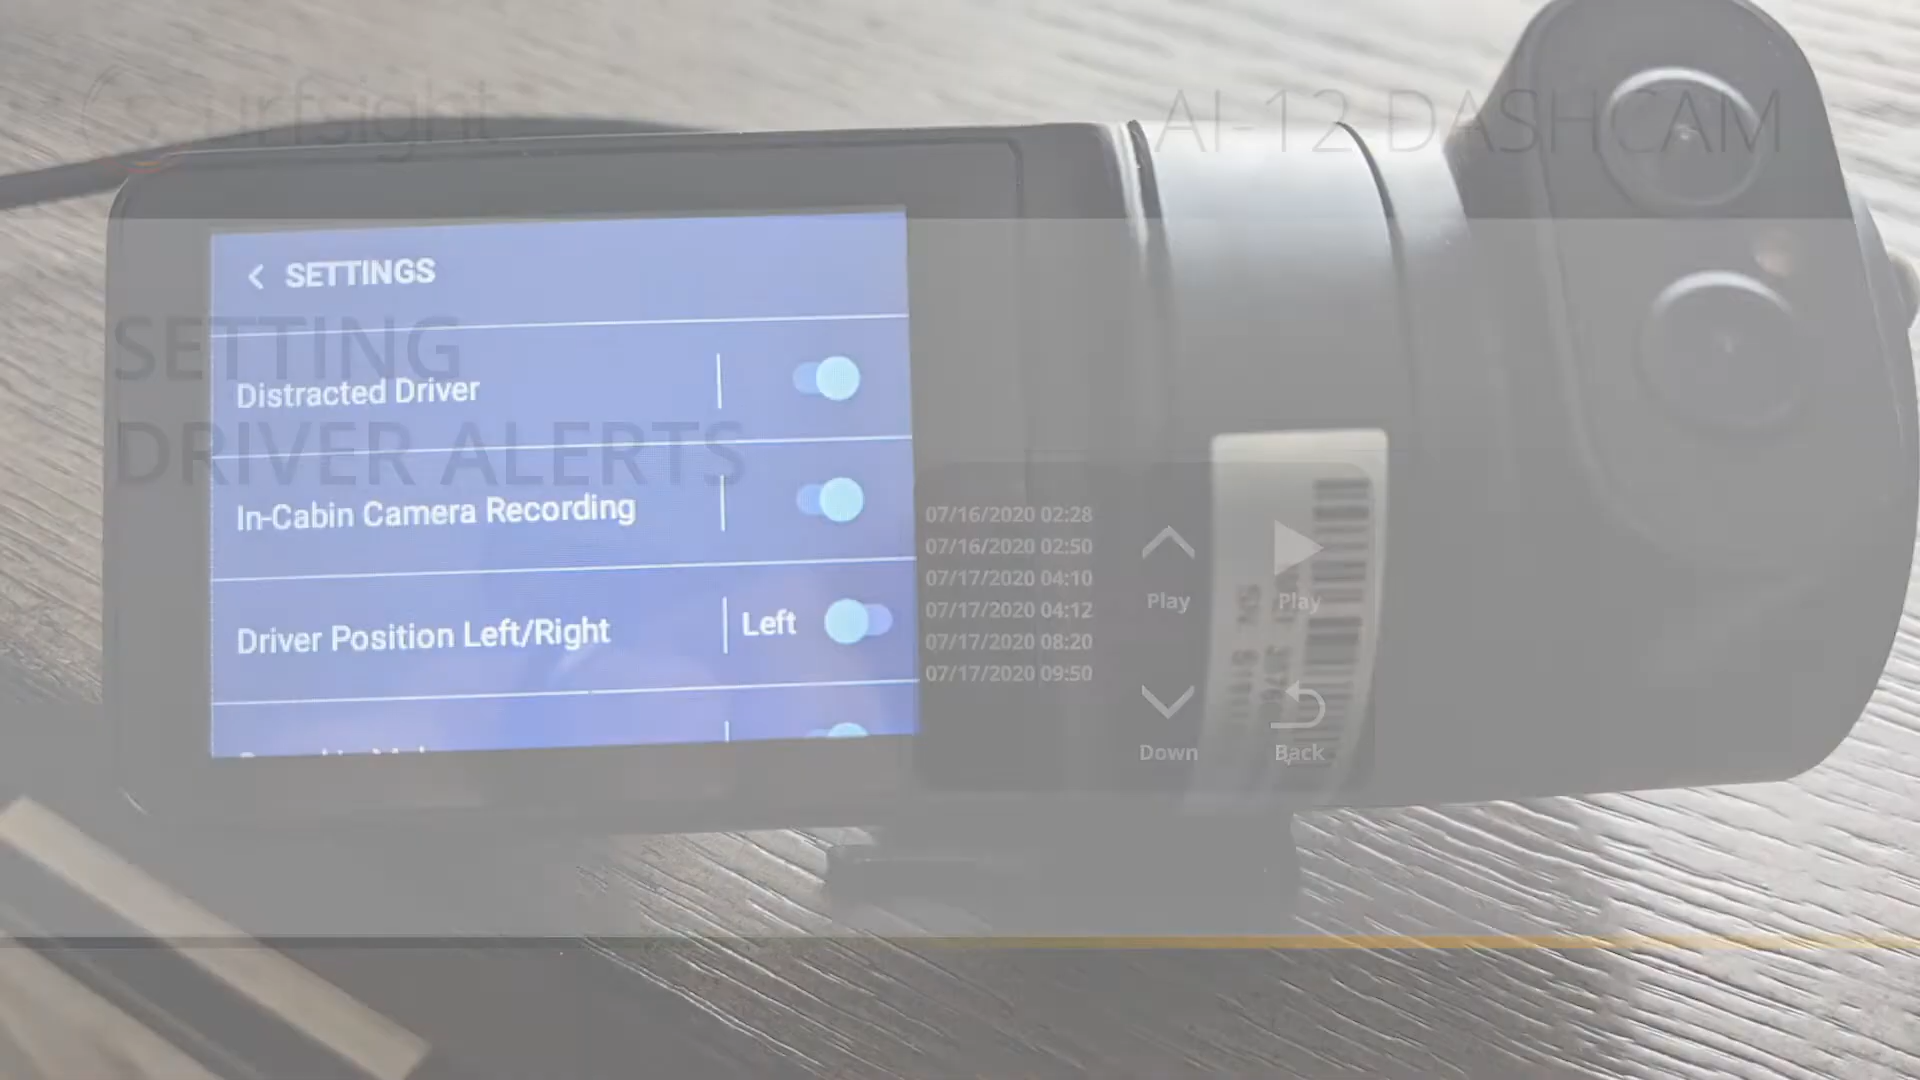 urfsight
AI-12 DASHCAM
< SETTINGS
SETTING
DRIVER ALERTS
Distracted Driver
In-Cabin Camera Recording
Driver Position Left/Right
Left
07/16/2020 02:28
07/16/2020 02:50
07/17/2020 04:10
07/17/2020 04:12
07/17/2020 08:20
07/17/2020 09:50
Play
Play
Down
Back